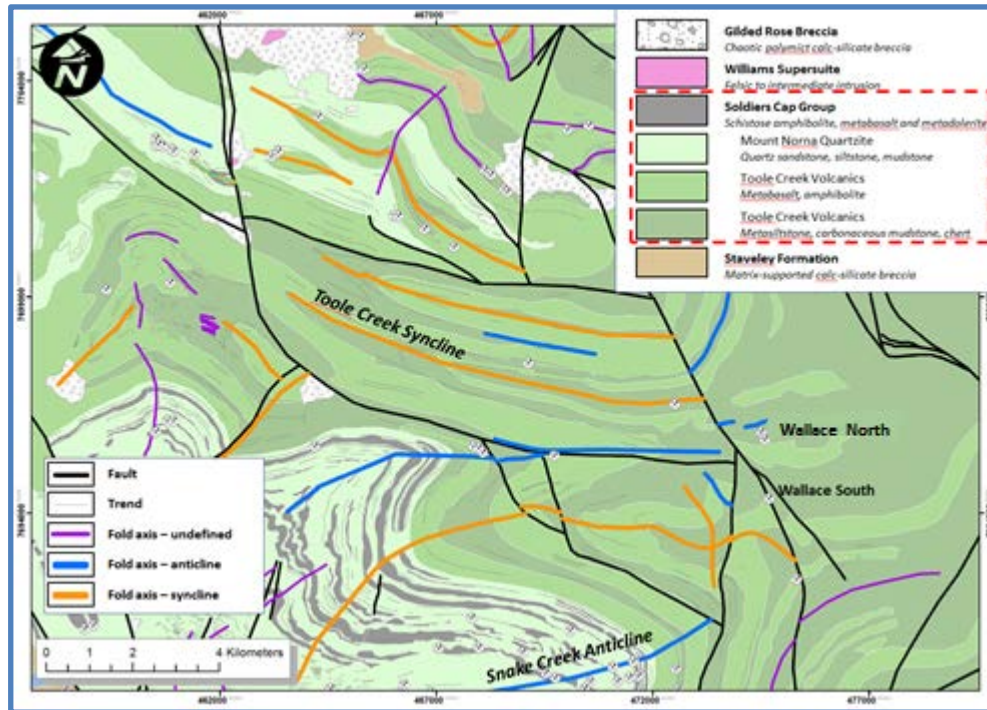 462000
467000
N
Gilded Rose Breccia
Chaotic polymict calc-silicate breccia
Williams Supersuite
Felsic to intermediate intrusion
Soldiers Cap Group
Schistose amphibolite, metabasalt and metadolerite
Mount Norna Quartzite
Quartz sandstone, siltstone, mudstone
Toole Creek Volcanics
Metabasalt, amphibolite
Toole Creek Volcanics
Metasiltstone, carbonaceous mudstone, chert
Staveley Formation
Matrix-supported calc-silicate breccia
7704000
7699000
7694000
Toole Creek Syncline
Wallace North
Wallace South
Snake Creek Anticline
Fault
Trend
Fold axis – undefined
Fold axis – anticline
Fold axis – syncline
0 1 2 4 Kilometers
462000
467000
472000
477000